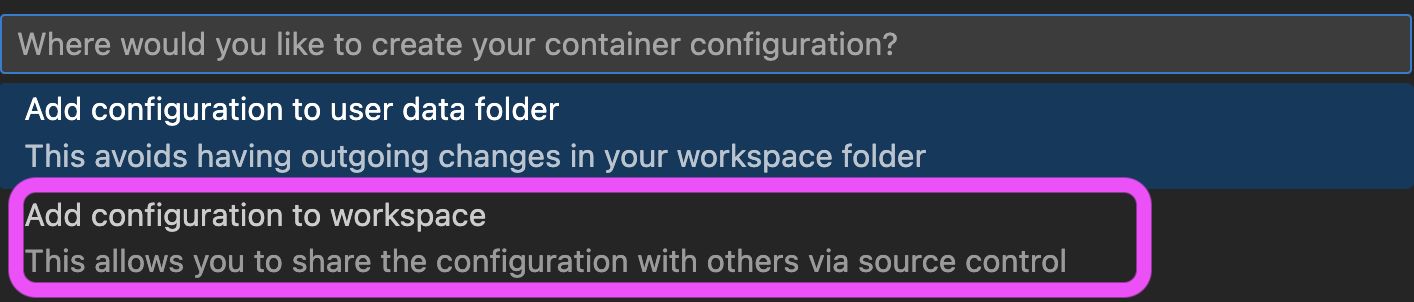 Where would you like to create your container configuration?
Add configuration to user data folder
This avoids having outgoing changes in your workspace folder
Add configuration to workspace
This allows you to share the configuration with others via source control